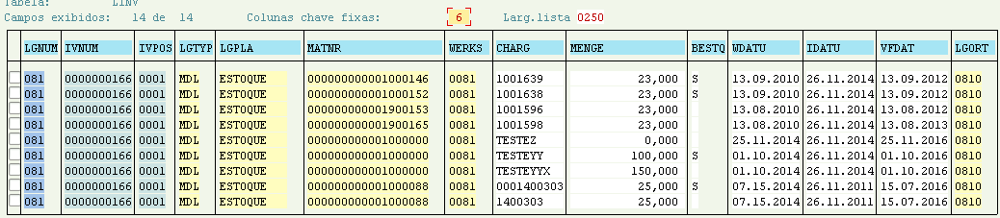 Tabela: LINV
Campos exibidos: 14 de 14 Colunas chave fixas: 6 Larg.lista 0250
LGNUM IVNUM IVPOS LGTYP LGPLA MATNR WERKS CHARG MENGE BESTQ WDATU IDATU VFDAT LGORT
081 0000000166 0001 MDL ESTOQUE 000000000001000146 0081 1001639 23,000 S 13.09.2010 26.11.2014 13.09.2012 0810
081 0000000166 0001 MDL ESTOQUE 000000000001000152 0081 1001638 23,000 S 13.09.2010 26.11.2014 13.09.2012 0810
081 0000000166 0001 MDL ESTOQUE 000000000001900153 0081 1001596 23,000 13.08.2010 26.11.2014 13.08.2012 0810
081 0000000166 0001 MDL ESTOQUE 000000000001900165 0081 1001598 23,000 13.08.2010 26.11.2014 13.08.2013 0810
081 0000000166 0001 MDL ESTOQUE 000000000001000000 0081 TESTEZ 0,000 25.11.2014 26.11.2014 25.11.2016 0810
081 0000000166 0001 MDL ESTOQUE 000000000001000000 0081 TESTEYY 100,000 S 01.10.2014 26.11.2014 01.10.2016 0810
081 0000000166 0001 MDL ESTOQUE 000000000001000000 0081 TESTEYYX 150,000 01.10.2014 26.11.2014 01.10.2016 0810
081 0000000166 0001 MDL ESTOQUE 000000000001000088 0081 0001400303 25,000 S 07.15.2014 26.11.2011 15.07.2016 0810
081 0000000166 0001 MDL ESTOQUE 000000000001000088 0081 1400303 25,000 07.15.2014 26.11.2011 15.07.2016 0810